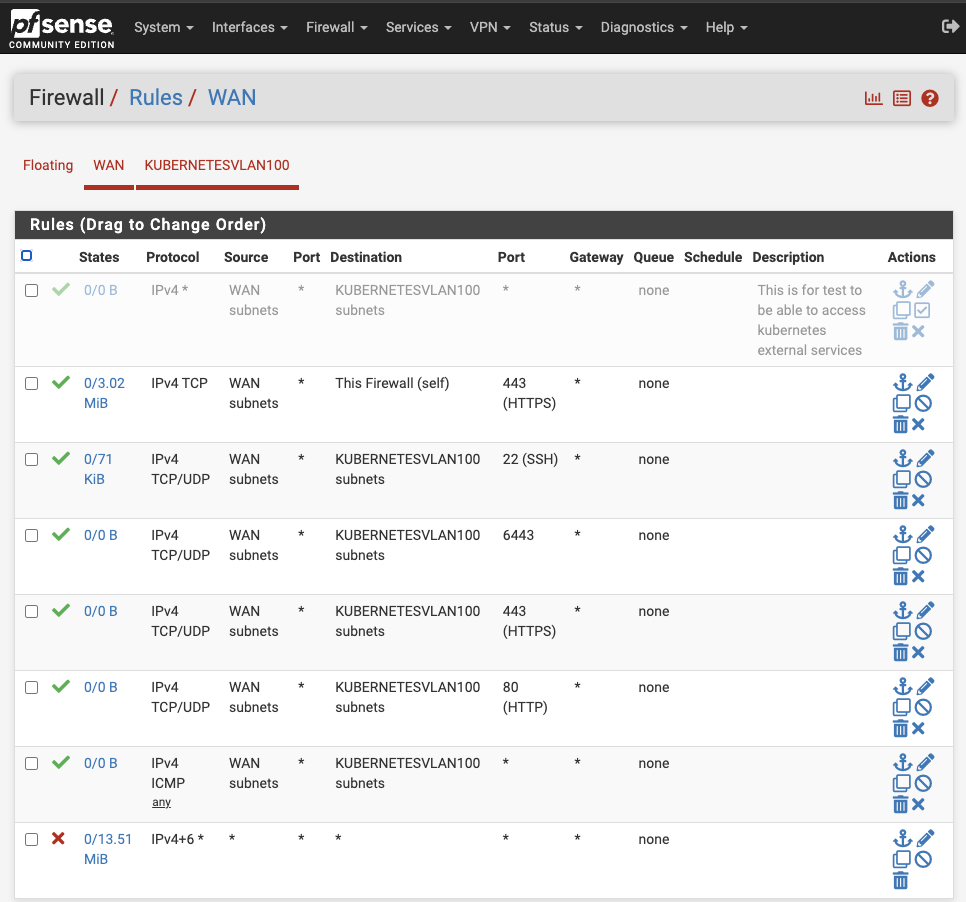 pfsense
COMMUNITY EDITION
System Interfaces Firewall Services VPN Status Diagnostics Help
Firewall / Rules / WAN
Floating WAN KUBERNETESVLAN100
Rules (Drag to Change Order)
States Protocol Source Port Destination Port Gateway Queue Schedule Description Actions
0/0 B IPv4 * WAN * KUBERNETESVLAN100 * * none This is for test to
subnets subnets be able to access
kubernetes
external services
0/3.02 IPv4 TCP WAN * This Firewall (self) 443 * none
MiB subnets (HTTPS)
0/71 IPv4 WAN * KUBERNETESVLAN100 22 (SSH) * none
KiB TCP/UDP subnets subnets
0/0 B IPv4 WAN * KUBERNETESVLAN100 6443 * none
TCP/UDP subnets subnets
0/0 B IPv4 WAN * KUBERNETESVLAN100 443 * none
TCP/UDP subnets subnets (HTTPS)
0/0 B IPv4 WAN * KUBERNETESVLAN100 80 * none
TCP/UDP subnets subnets (HTTP)
0/0 B IPv4 WAN * KUBERNETESVLAN100 * * none
ICMP subnets subnets
any
0/13.51 IPv4+6 * * * * * * none
MiB